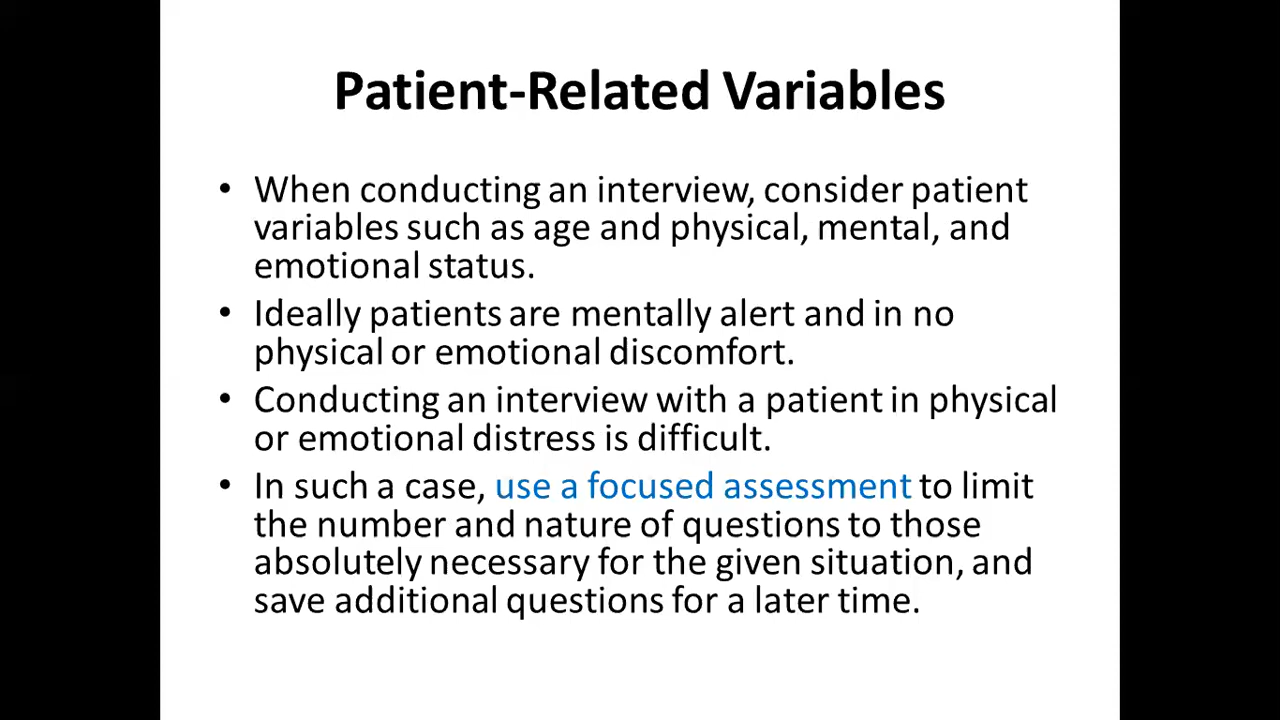 Patient-Related Variables
• When conducting an interview, consider patient
variables such as age and physical, mental, and
emotional status.
• Ideally patients are mentally alert and in no
physical or emotional discomfort.
• Conducting an interview with a patient in physical
or emotional distress is difficult.
• In such a case, use a focused assessment to limit
the number and nature of questions to those
absolutely necessary for the given situation, and
save additional questions for a later time.